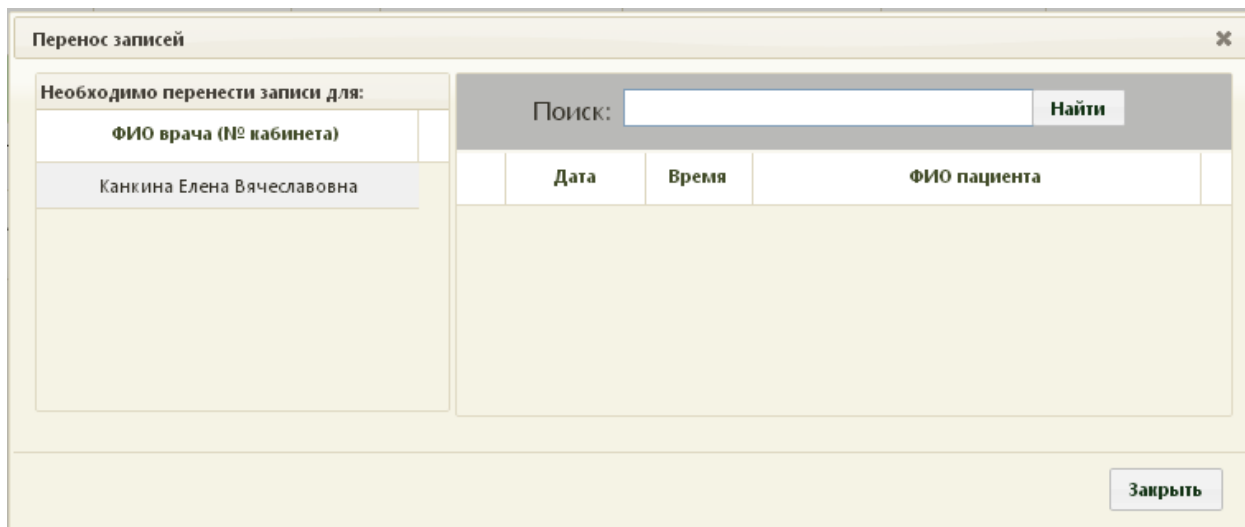 Перенос записей
Необходимо перенести записи для:
ФИО врача (№ кабинета)
Канкина Елена Вячеславовна
Поиск:
Найти
Дата Время ФИО пациента
Закрыть